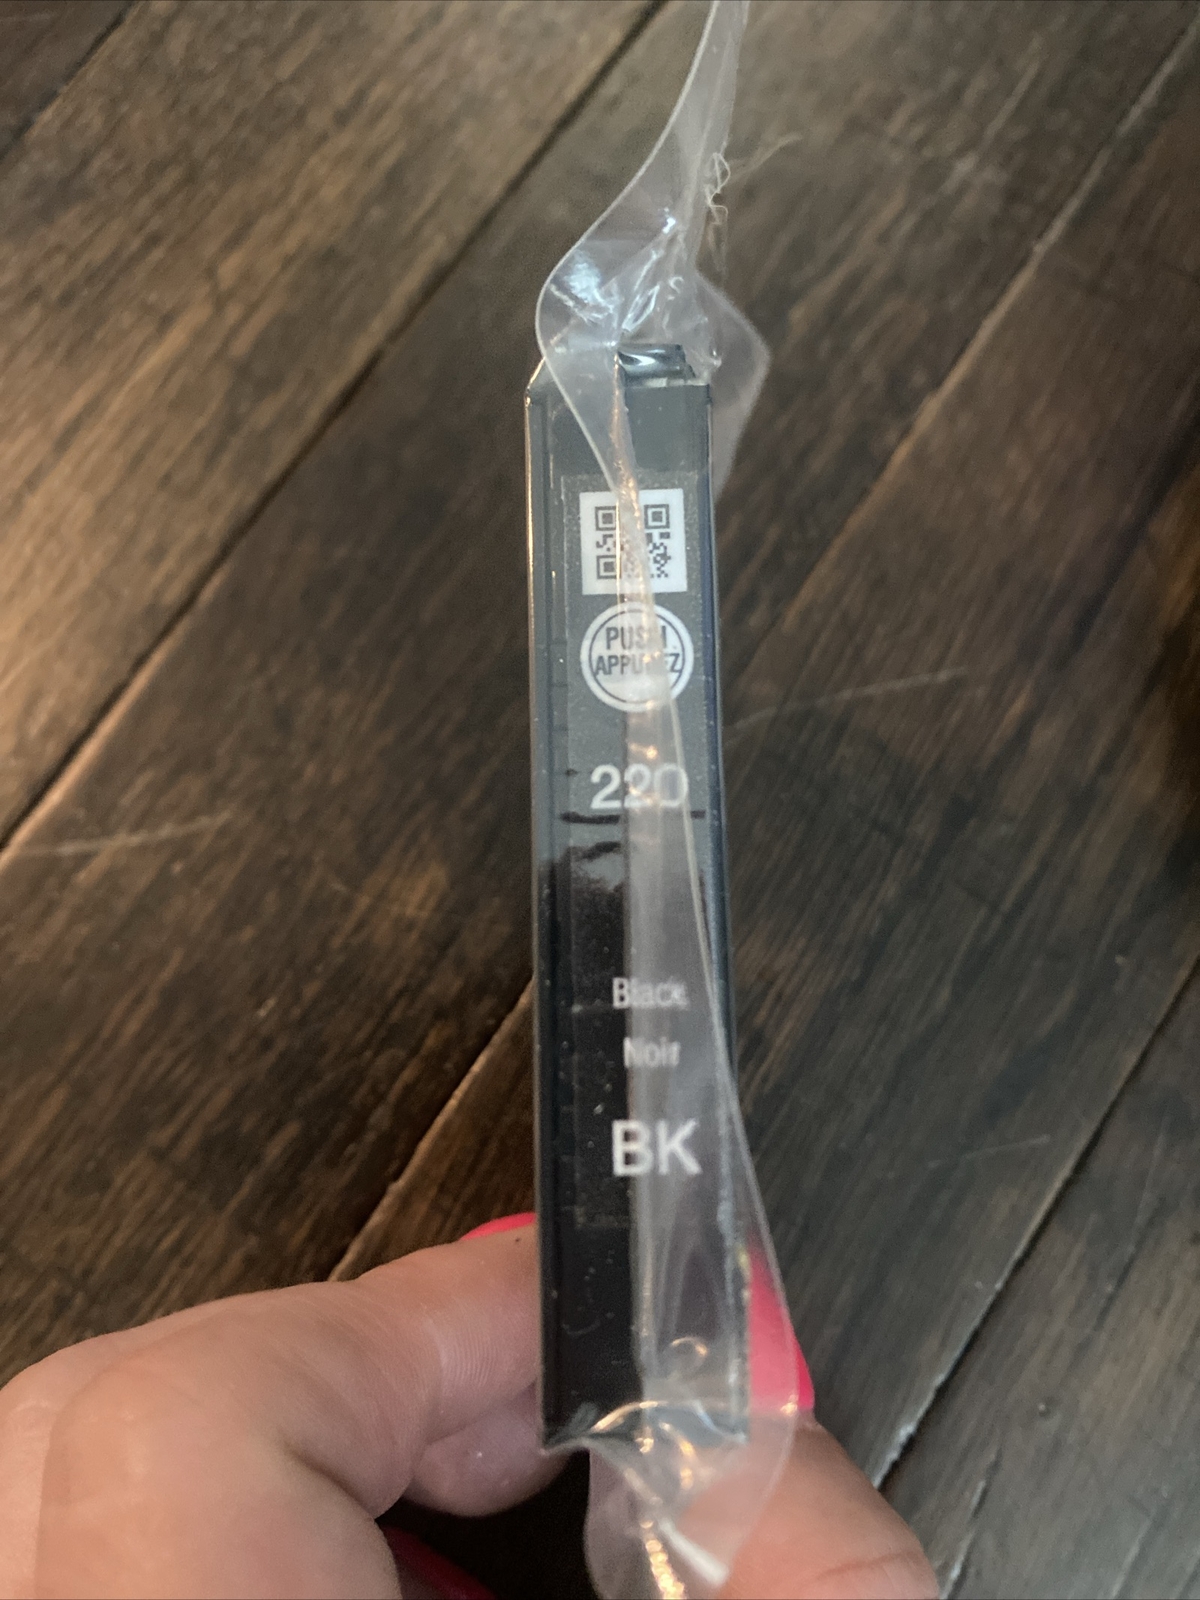 PUSH
APPUYEZ
220
Black
Noir
BK